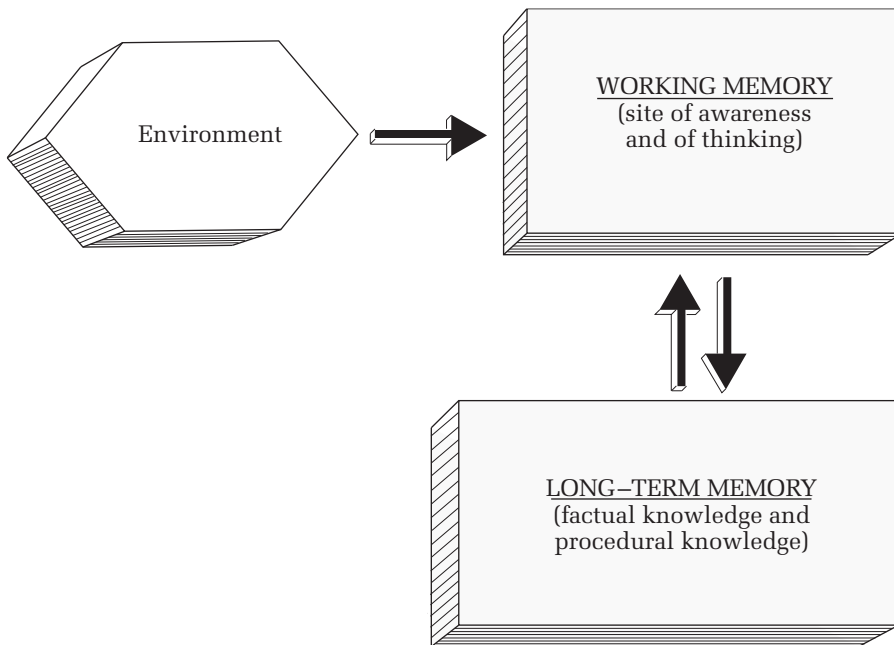 Environment
WORKING MEMORY
(site of awareness
and of thinking)
LONG–TERM MEMORY
(factual knowledge and
procedural knowledge)